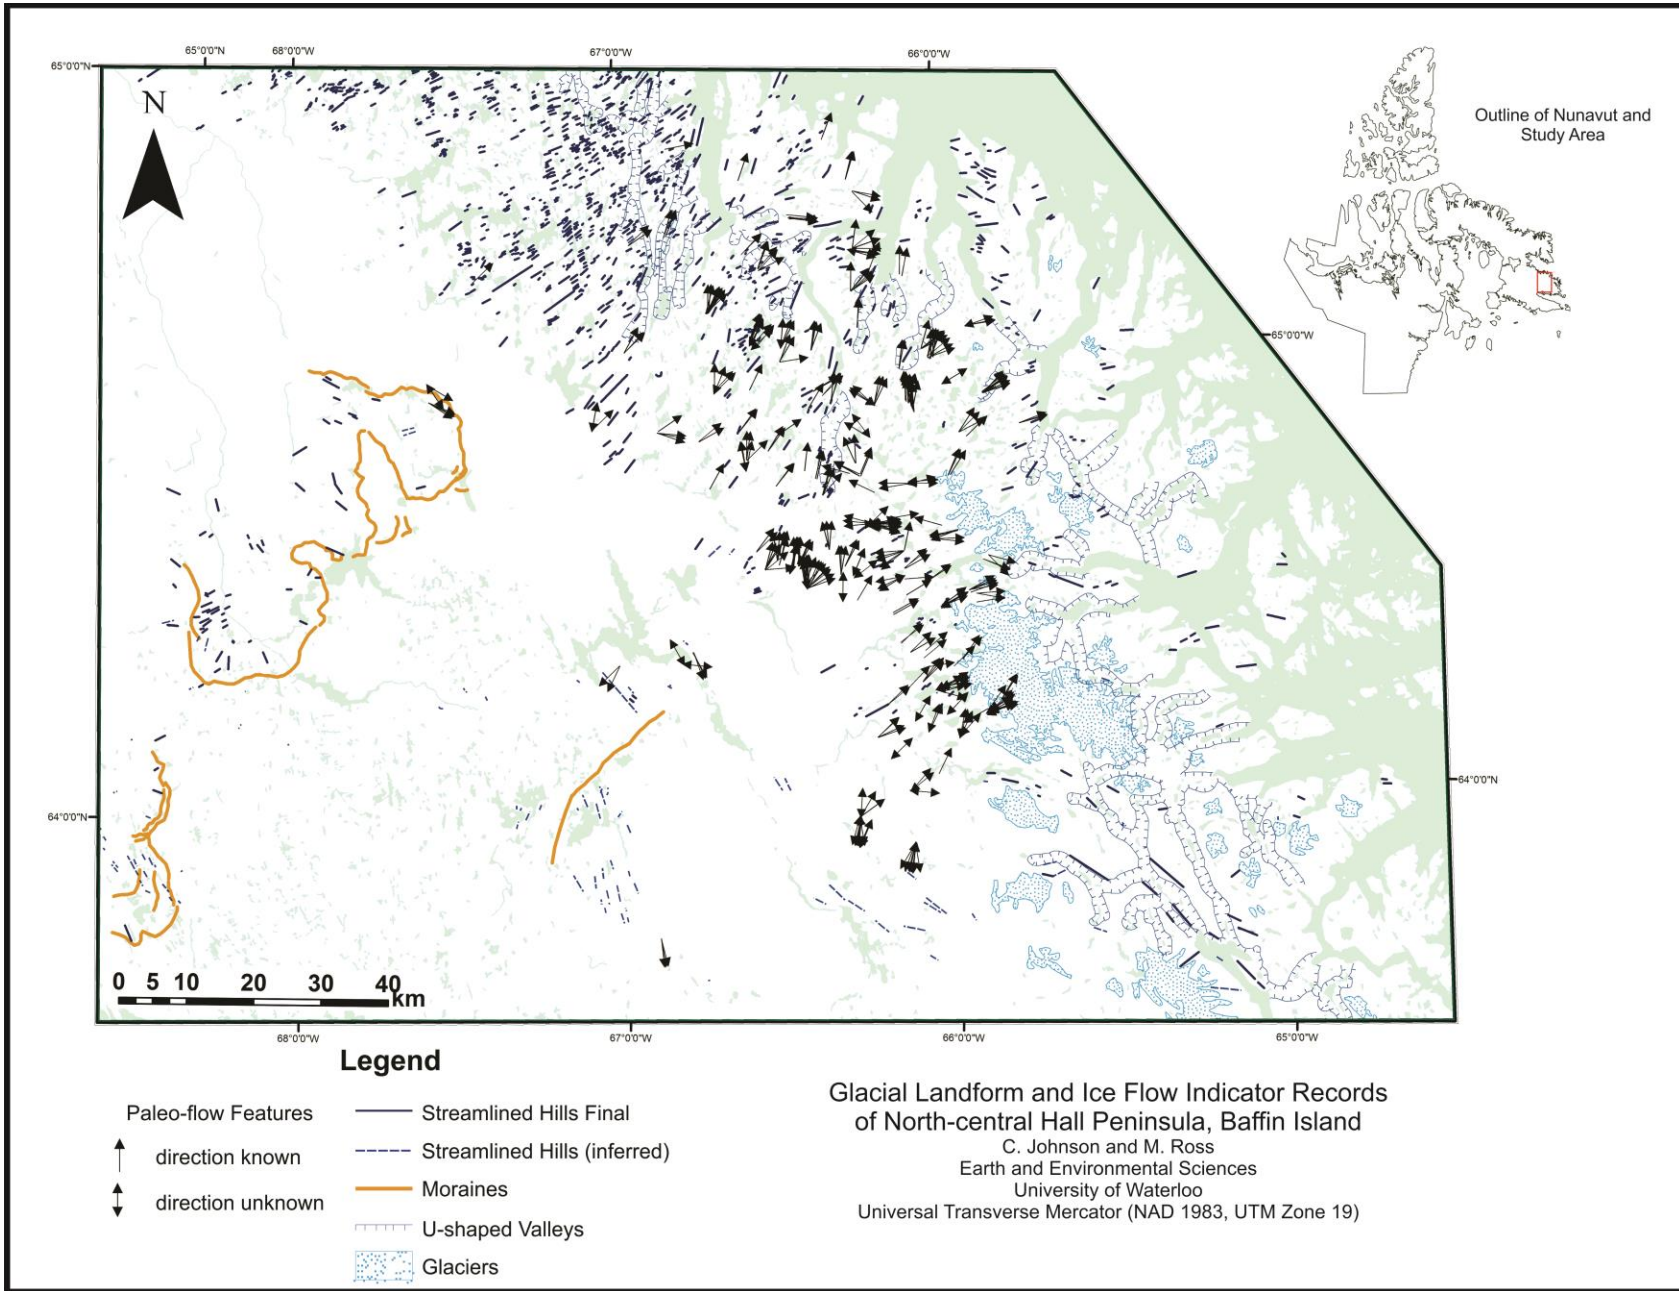 65°0'0"N
68°0'0"W
67°0'0"W
66°0'0"W
65°0'0"N
N
Outline of Nunavut and
Study Area
65°0'0"W
64°0'0"N
64°0'0"N
0 5 10 20 30 40
km
68°0'0"W
67°0'0"W
66°0'0"W
65°0'0"W
Legend
Paleo-flow Features
direction known
direction unknown
Streamlined Hills Final
Streamlined Hills (inferred)
Moraines
U-shaped Valleys
Glaciers
Glacial Landform and Ice Flow Indicator Records
of North-central Hall Peninsula, Baffin Island
C. Johnson and M. Ross
Earth and Environmental Sciences
University of Waterloo
Universal Transverse Mercator (NAD 1983, UTM Zone 19)